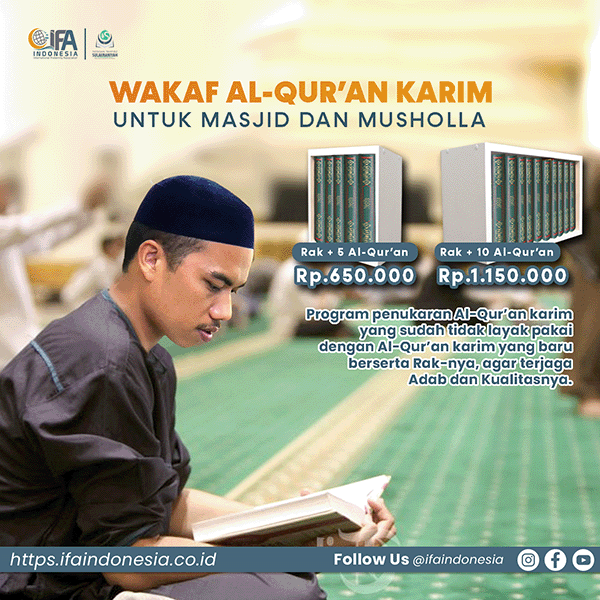 IFA
INDONESIA
WAKAF AL-QUR'AN KARIM
UNTUK MASJID DAN MUSHOLLA
Rak + 5 Al-Qur'an
Rp.650.000
Rak + 10 Al-Qur'an
Rp.1.150.000
Program penukaran Al-Qur'an karim
yang sudah tidak layak pakai
dengan Al-Qur'an karim yang baru
berserta Rak-nya, agar terjaga
Adab dan Kualitasnya.
https.ifaindonesia.co.id
Follow Us @ifaindonesia